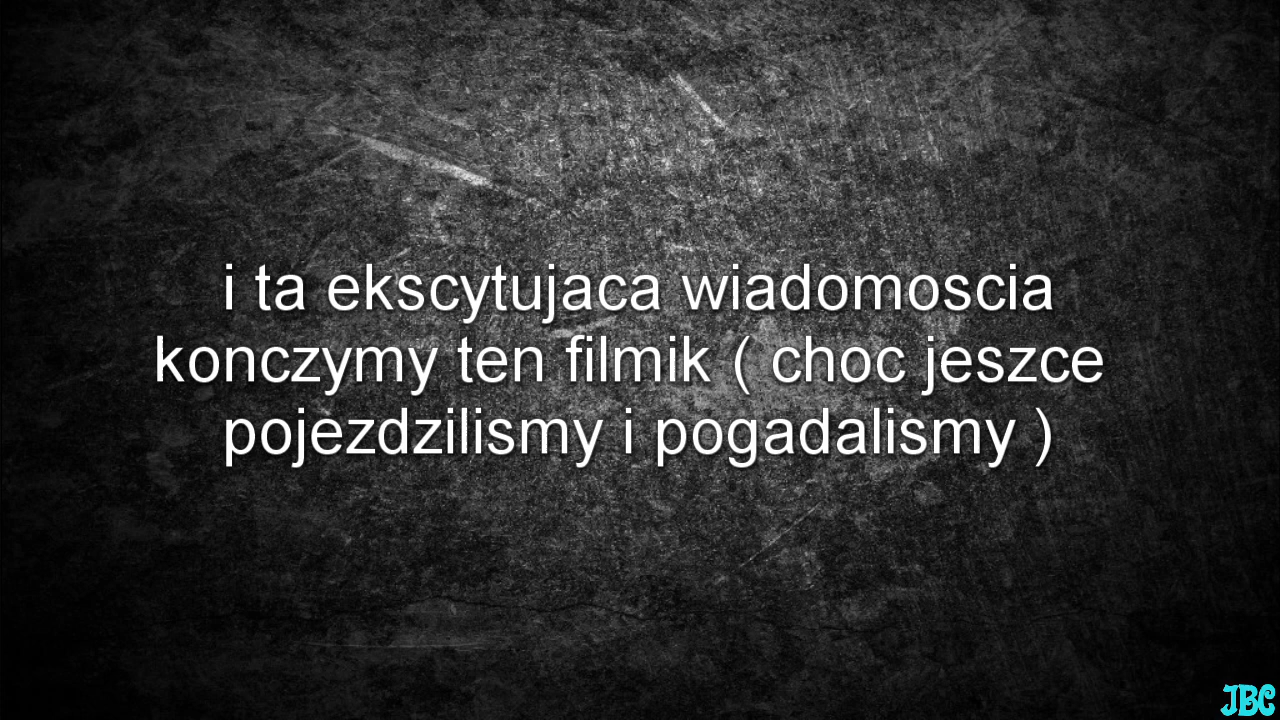 i ta ekscytujaca wiadomoscia
konczymy ten filmik ( choc jeszce
pojezdzilismy i pogadalismy )
JBC